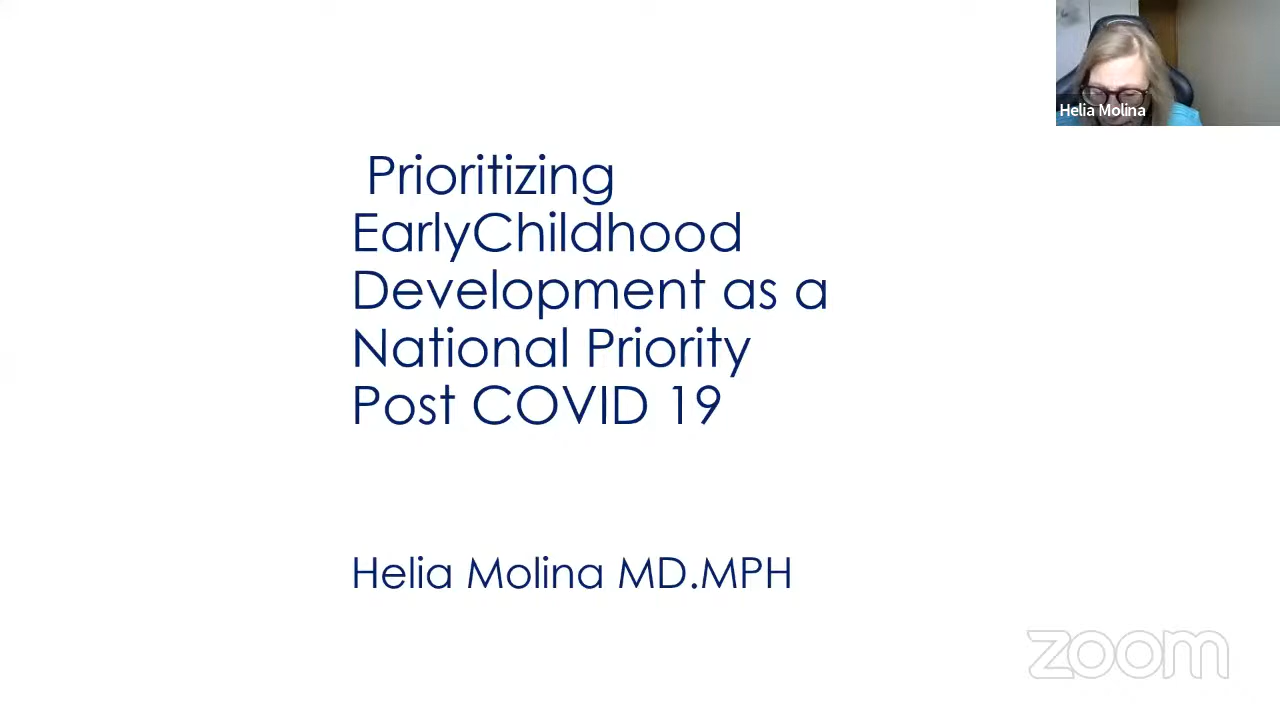 Helia Molina
Prioritizing
EarlyChildhood
Development as a
National Priority
Post COVID 19
Helia Molina MD.MPH
zoom